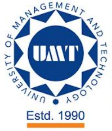 UNIVERSITY OF MANAGEMENT AND TECHNOLOGY
UMT
Estd. 1990